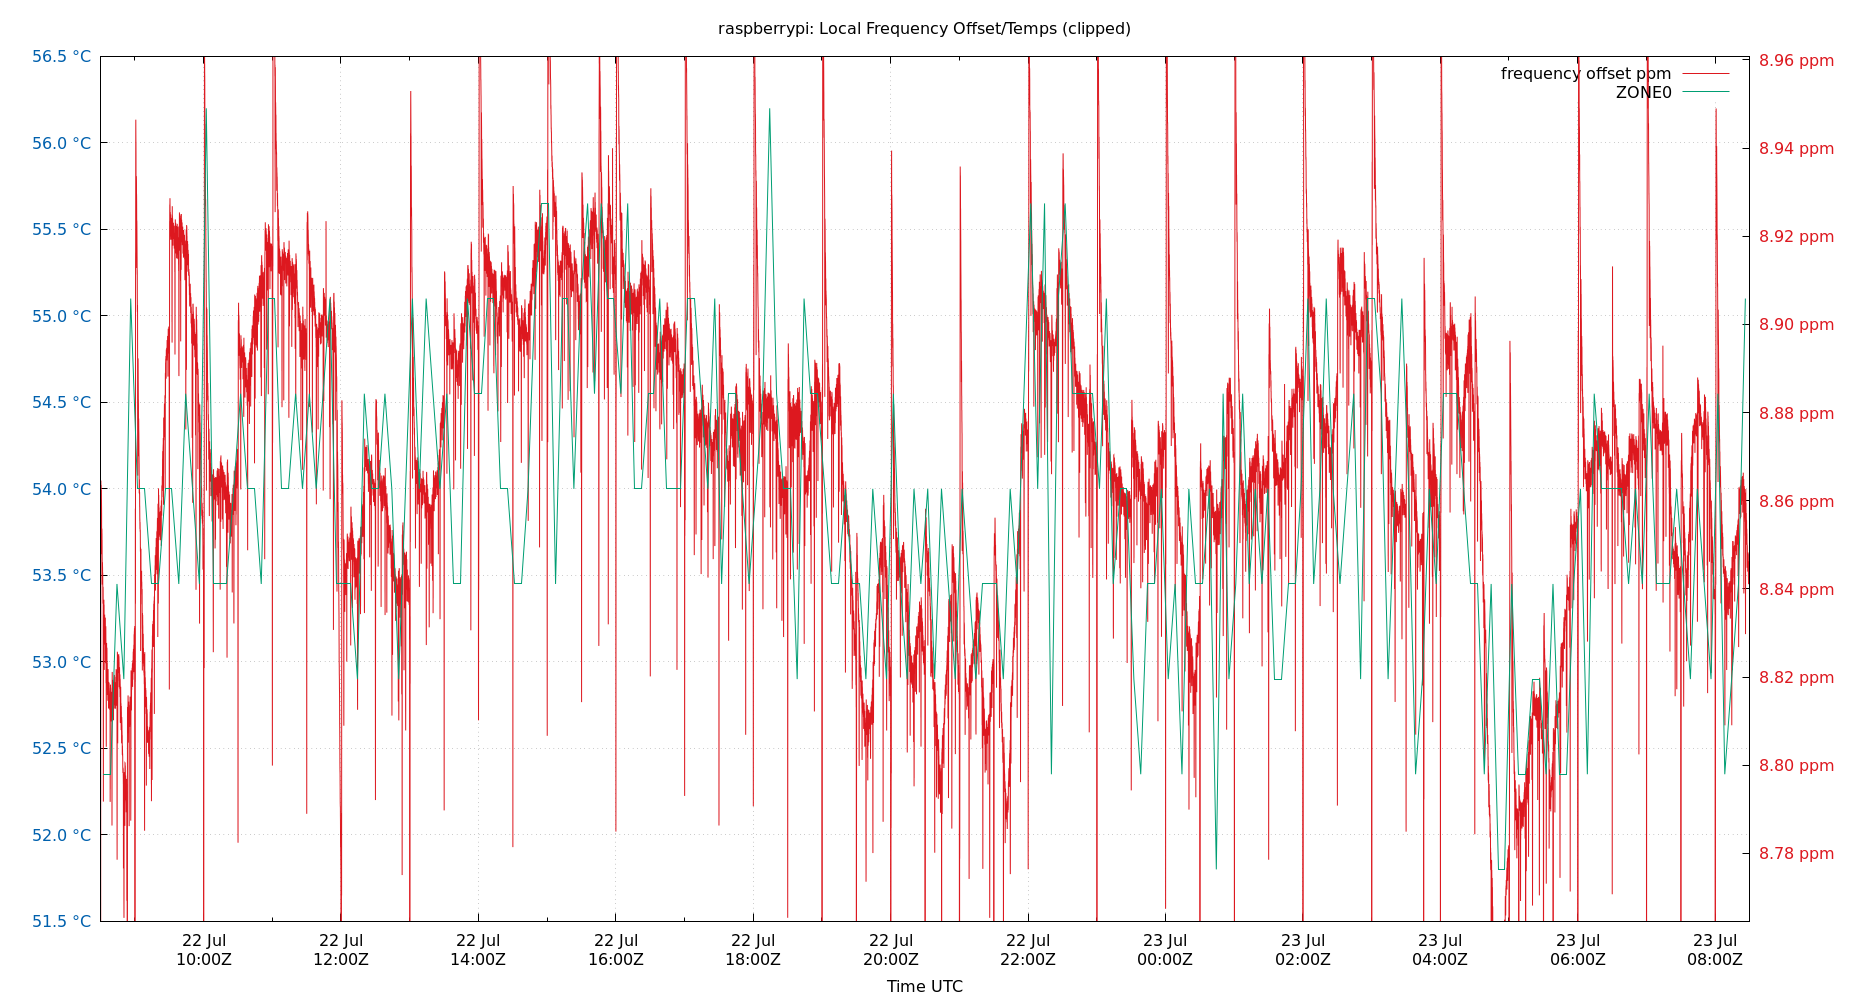 raspberrypi: Local Frequency Offset/Temps (clipped)
56.5 °C
56.0 °C
55.5 °C
55.0 °C
54.5 °C
54.0 °C
53.5 °C
53.0 °C
52.5 °C
52.0 °C
51.5 °C
frequency offset ppm
ZONE0
8.96 ppm
8.94 ppm
8.92 ppm
8.90 ppm
8.88 ppm
8.86 ppm
8.84 ppm
8.82 ppm
8.80 ppm
8.78 ppm
22 Jul 22 Jul 22 Jul 22 Jul 22 Jul 22 Jul 22 Jul 23 Jul 23 Jul 23 Jul 23 Jul 23 Jul
10:00Z 12:00Z 14:00Z 16:00Z 18:00Z 20:00Z 22:00Z 00:00Z 02:00Z 04:00Z 06:00Z 08:00Z
Time UTC